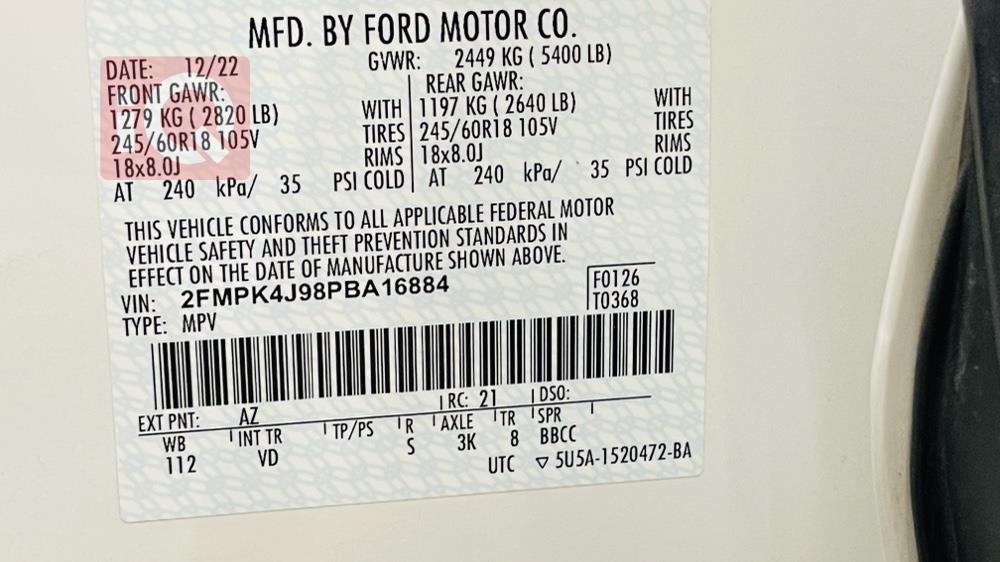 MFD. BY FORD MOTOR CO.
DATE: 12/22 GVWR: 2449 KG ( 5400 LB)
FRONT GAWR: REAR GAWR:
1279 KG ( 2820 LB) WITH 1197 KG ( 2640 LB) WITH
245/60R18 105V TIRES 245/60R18 105V TIRES
18x8.0J RIMS 18x8.0J RIMS
AT 240 kPa/ 35 PSI COLD AT 240 kPa/ 35 PSI COLD
THIS VEHICLE CONFORMS TO ALL APPLICABLE FEDERAL MOTOR
VEHICLE SAFETY AND THEFT PREVENTION STANDARDS IN
EFFECT ON THE DATE OF MANUFACTURE SHOWN ABOVE.
VIN: 2FMPK4J98PBA16884 F0126
TYPE: MPV T0368
EXT PNT: AZ RC: 21 DSO:
WB INT TR TP/PS R AXLE TR SPR
112 VD S 3K 8 BBCC
UTC ▽ 5U5A-1520472-BA